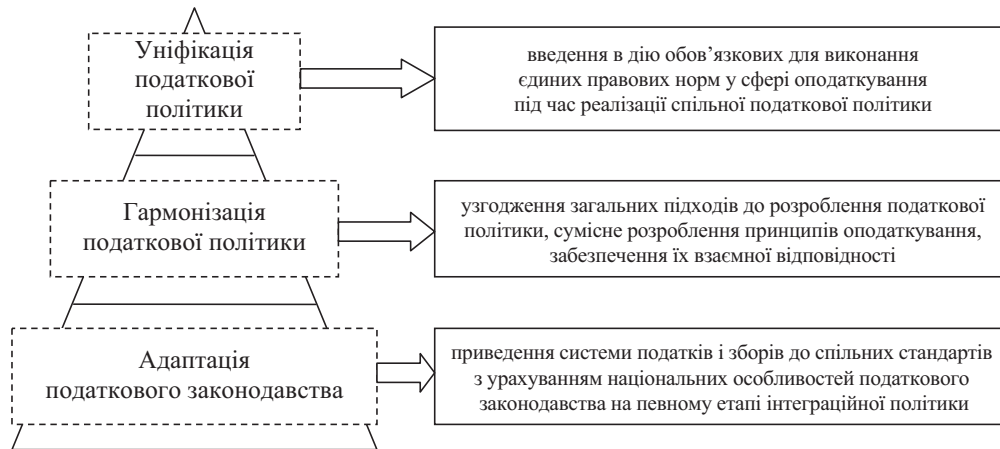 Уніфікація
податкової
політики
введення в дію обов’язкових для виконання
єдиних правових норм у сфері оподаткування
під час реалізації спільної податкової політики
Гармонізація
податкової політики
узгодження загальних підходів до розроблення податкової
політики, сумісне розроблення принципів оподаткування,
забезпечення їх взаємної відповідності
Адаптація
податкового законодавства
приведення системи податків і зборів до спільних стандартів
з урахуванням національних особливостей податкового
законодавства на певному етапі інтеграційної політики